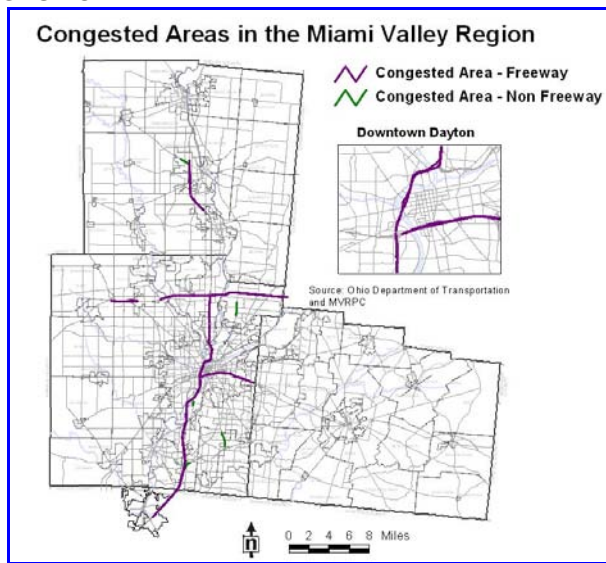 Congested Areas in the Miami Valley Region
Congested Area - Freeway
Congested Area - Non Freeway
Downtown Dayton
Source: Ohio Department of Transportation
and MVRPC
n
0 2 4 6 8 Miles